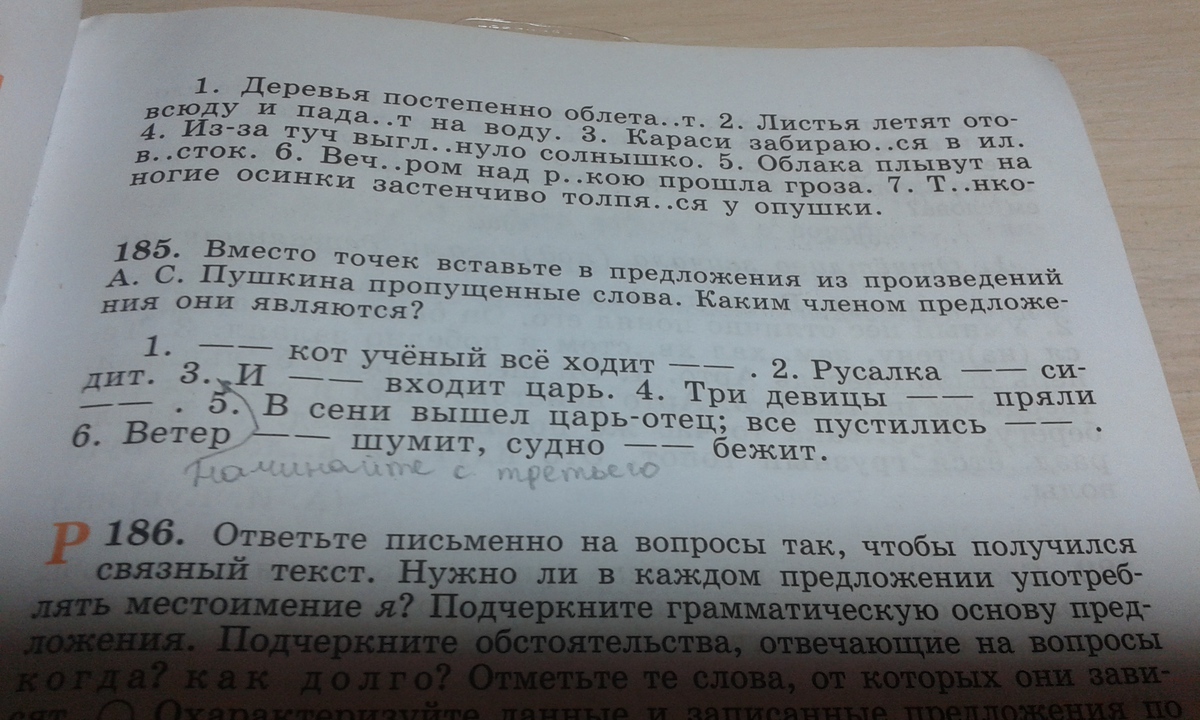 1. Деревья постепенно облета..т. 2. Листья летят ото-
всюду и пада..т на воду. 3. Караси забираю..ся в ил.
4. Из-за туч выгл..нуло солнышко. 5. Облака плывут на
в..сток. 6. Веч..ром над р..кою прошла гроза. 7. Т..нко-
ногие осинки застенчиво толпя..ся у опушки.
185. Вместо точек вставьте в предложения из произведений
А. С. Пушкина пропущенные слова. Каким членом предложе-
ния они являются?
1. —— кот учёный всё ходит —— . 2. Русалка —— си-
дит. 3. И —— входит царь. 4. Три девицы —— пряли
—— . 5. В сени вышел царь-отец; все пустились —— .
6. Ветер —— шумит, судно —— бежит.
Начинайте с третьего
Р 186. Ответьте письменно на вопросы так, чтобы получился
связный текст. Нужно ли в каждом предложении употреб-
лять местоимение я? Подчеркните грамматическую основу пред-
ложения. Подчеркните обстоятельства, отвечающие на вопросы
когда? как долго? Отметьте те слова, от которых они зави-
сят. Охарактеризуйте данные и записанные предложения по